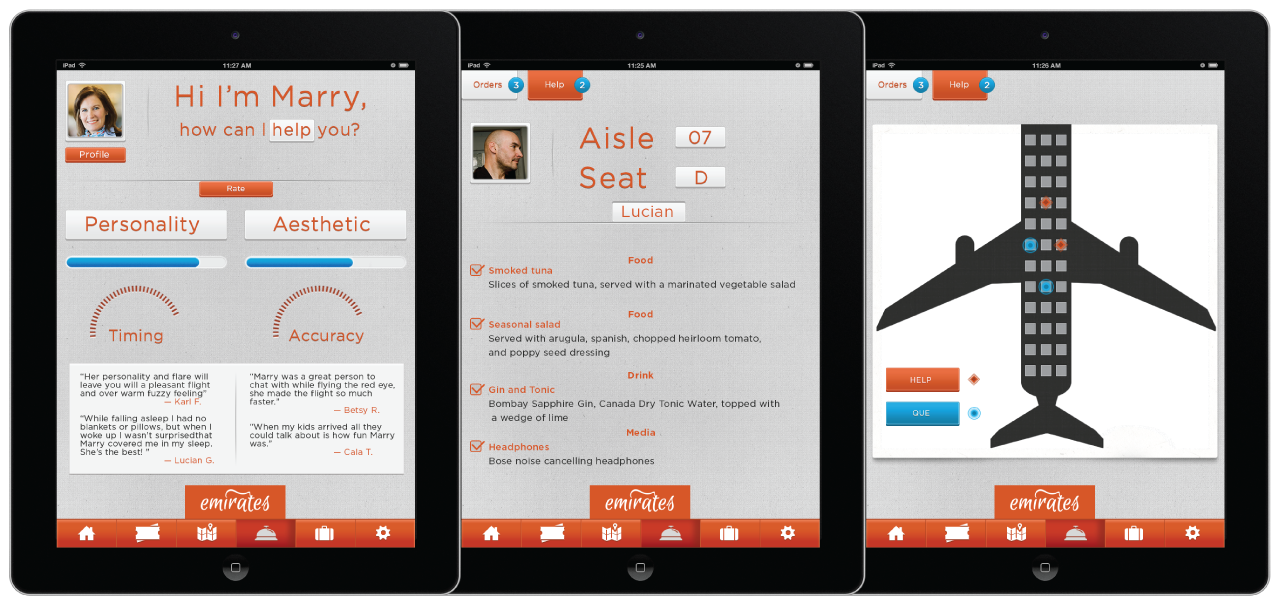 iPad
11:27 AM
Hi I'm Marry,
how can I help you?
Profile
Rate
Personality
Aesthetic
Timing
Accuracy
"Her personality and flare will
leave you will a pleasant flight
and over warm fuzzy feeling"
— Karl F.
"While falling asleep I had no
blankets or pillows, but when I
woke up I wasn't surprisedthat
Marry covered me in my sleep,
She's the best! "
— Lucian G.
"Marry was a great person to
chat with while flying the red eye,
she made the flight so much
faster."
— Betsy R.
"When my kids arrived all they
could talk about is how fun Marry
was."
— Cala T.
emirates
iPad
11:25 AM
Orders 3
Help 2
Aisle 07
Seat D
Lucian
Food
Smoked tuna
Slices of smoked tuna, served with a marinated vegetable salad
Food
Seasonal salad
Served with arugula, spanish, chopped heirloom tomato,
and poppy seed dressing
Drink
Gin and Tonic
Bombay Sapphire Gin, Canada Dry Tonic Water, topped with
a wedge of lime
Media
Headphones
Bose noise cancelling headphones
emirates
iPad
11:26 AM
Orders 3
Help 2
HELP
QUE
emirates